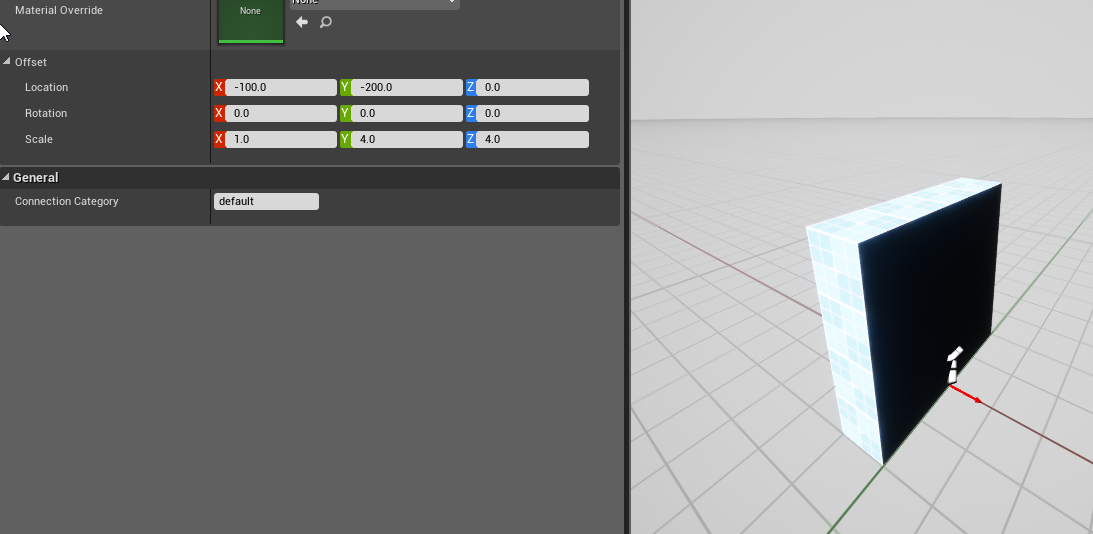 Material Override
None
None
Offset
Location X -100.0 Y -200.0 Z 0.0
Rotation X 0.0 Y 0.0 Z 0.0
Scale X 1.0 Y 4.0 Z 4.0
General
Connection Category default